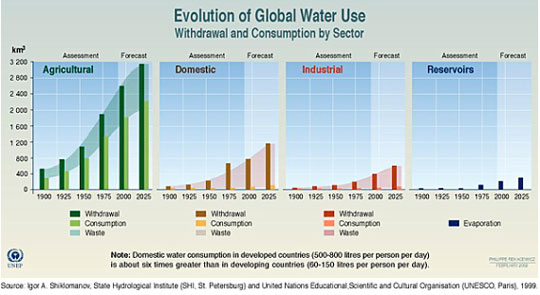 Evolution of Global Water Use
Withdrawal and Consumption by Sector
km³
Assessment Forecast Assessment Forecast Assessment Forecast Assessment Forecast
Agricultural Domestic Industrial Reservoirs
3 200
2 800
2 400
2 000
1 600
1 200
800
400
0
1900 1925 1950 1975 2000 2025 1900 1925 1950 1975 2000 2025 1900 1925 1950 1975 2000 2025 1900 1925 1950 1975 2000 2025
Withdrawal Withdrawal Withdrawal Evaporation
Consumption Consumption Consumption
Waste Waste Waste
Note: Domestic water consumption in developed countries (500-800 litres per person per day)
is about six times greater than in developing countries (60-150 litres per person per day).
UNEP
PHILIPPE REKACEWICZ
FEBRUARY 2002
Source: Igor A. Shiklomanov, State Hydrological Institute (SHI, St. Petersburg) and United Nations Educational, Scientific and Cultural Organisation (UNESCO, Paris), 1999.